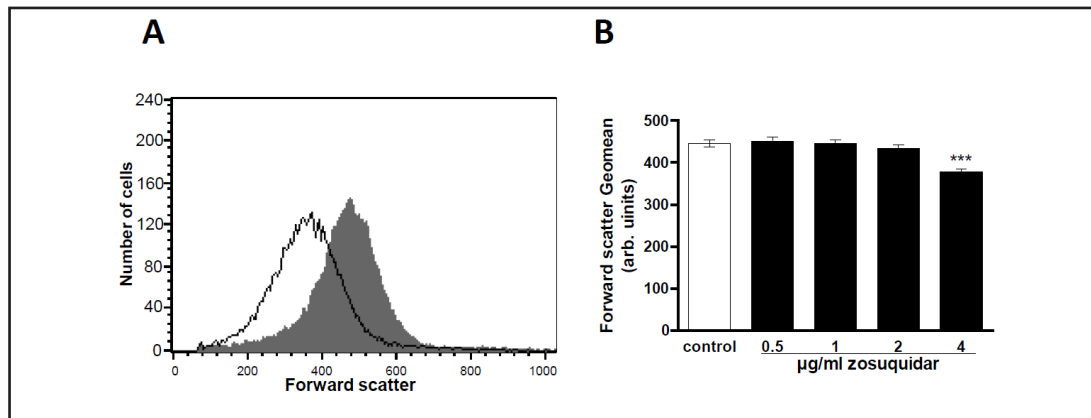 A
B
240
200
160
120
80
40
0
Number of cells
0 200 400 600 800 1000
Forward scatter
500
400
300
200
100
0
Forward scatter Geomean
(arb. uinits)
***
control 0.5 1 2 4
µg/ml zosuquidar